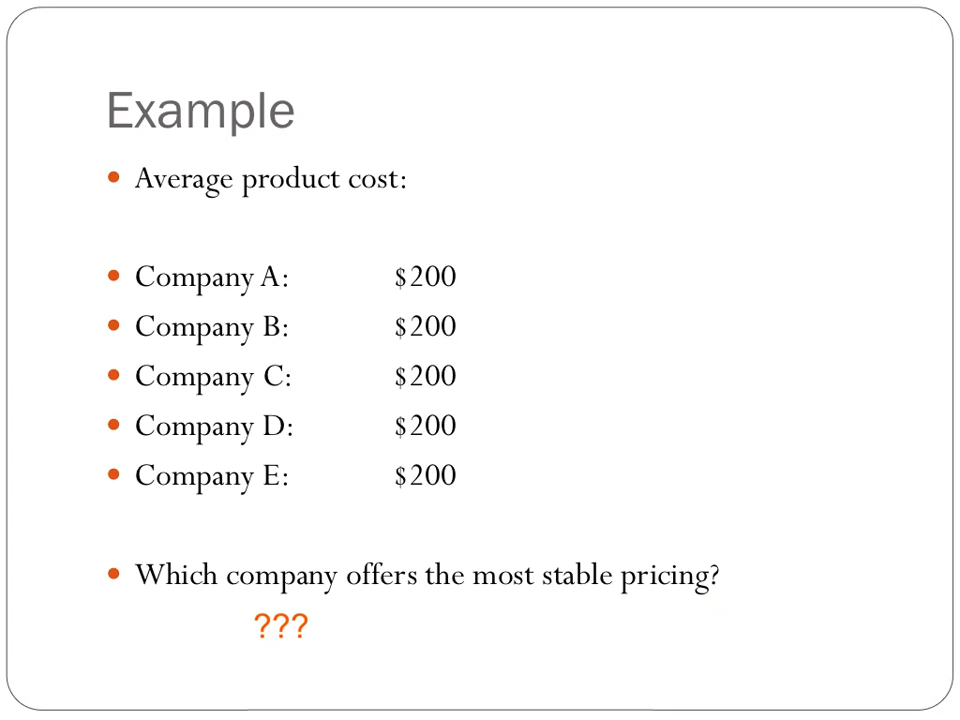 Example
• Average product cost:
• Company A: $200
• Company B: $200
• Company C: $200
• Company D: $200
• Company E: $200
• Which company offers the most stable pricing?
???